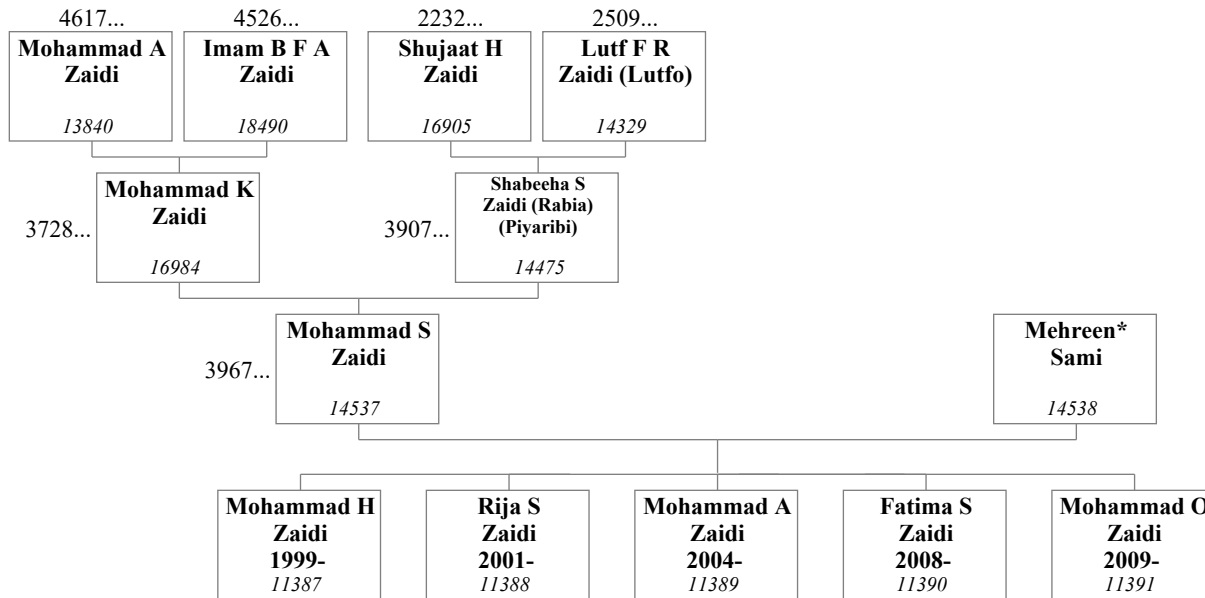 4617... 4526... 2232... 2509...
Mohammad A Imam B F A Shujaat H Lutf F R
Zaidi Zaidi Zaidi Zaidi (Lutfo)
13840 18490 16905 14329
Mohammad K
Zaidi
3728...
16984
Shabeeha S
Zaidi (Rabia)
(Piyaribi)
3907...
14475
Mohammad S
Zaidi
3967...
14537
Mehreen*
Sami
14538
Mohammad H Rija S Mohammad A Fatima S Mohammad O
Zaidi Zaidi Zaidi Zaidi Zaidi
1999- 2001- 2004- 2008- 2009-
11387 11388 11389 11390 11391